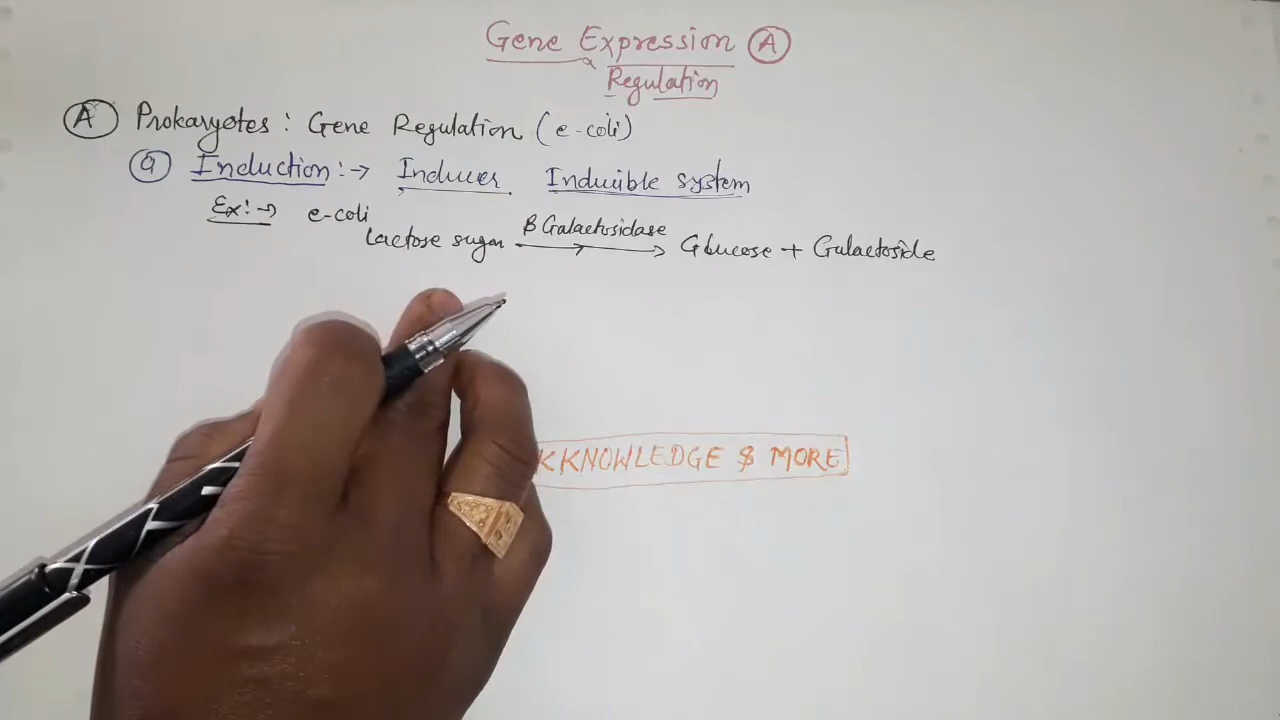 Gene Expression A
Regulation
A Prokaryotes : Gene Regulation (e-coli)
a Induction :→ Inducer Inducible system
Ex! :→ e-coli
Lactose sugar β Galactosidase → Glucose + Galactoside
KKNOWLEDGE & MORE